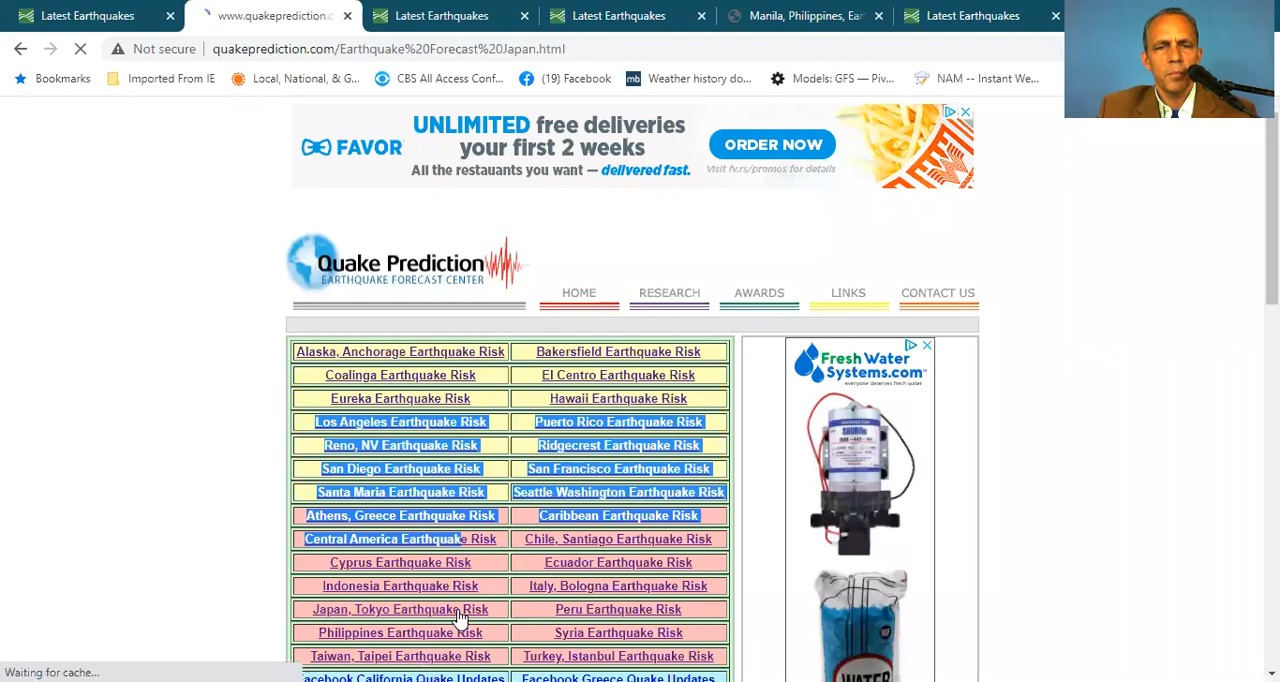 Latest Earthquakes
www.quakeprediction.c
Latest Earthquakes
Latest Earthquakes
Manila, Philippines, Ear
Latest Earthquakes
Not secure
quakeprediction.com/Earthquake%20Forecast%20Japan.html
Bookmarks
Imported From IE
Local, National, & G...
CBS All Access Conf...
(19) Facebook
mb
Weather history do...
Models: GFS — Piv...
NAM -- Instant We...
FAVOR
UNLIMITED free deliveries
your first 2 weeks
All the restauants you want — delivered fast.
ORDER NOW
Visit fv.rs/promos for details
Quake Prediction
EARTHQUAKE FORECAST CENTER
HOME
RESEARCH
AWARDS
LINKS
CONTACT US
Alaska, Anchorage Earthquake Risk
Bakersfield Earthquake Risk
Coalinga Earthquake Risk
El Centro Earthquake Risk
Eureka Earthquake Risk
Hawaii Earthquake Risk
Los Angeles Earthquake Risk
Puerto Rico Earthquake Risk
Reno, NV Earthquake Risk
Ridgecrest Earthquake Risk
San Diego Earthquake Risk
San Francisco Earthquake Risk
Santa Maria Earthquake Risk
Seattle Washington Earthquake Risk
Athens, Greece Earthquake Risk
Caribbean Earthquake Risk
Central America Earthquake Risk
Chile, Santiago Earthquake Risk
Cyprus Earthquake Risk
Ecuador Earthquake Risk
Indonesia Earthquake Risk
Italy, Bologna Earthquake Risk
Japan, Tokyo Earthquake Risk
Peru Earthquake Risk
Philippines Earthquake Risk
Syria Earthquake Risk
Taiwan, Taipei Earthquake Risk
Turkey, Istanbul Earthquake Risk
Facebook California Quake Updates
Facebook Greece Quake Updates
FreshWater
Systems.com
everyone deserves fresh water
SHURflo
WATER
Waiting for cache...